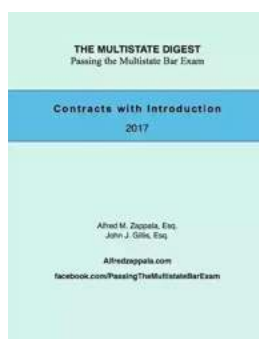 THE MULTISTATE DIGEST
Passing the Multistate Bar Exam
Contracts with Introduction
2017
Alfred M. Zappala, Esq.
John J. Gillis, Esq.
Alfredzappala.com
facebook.com/PassingTheMultistateBarExam